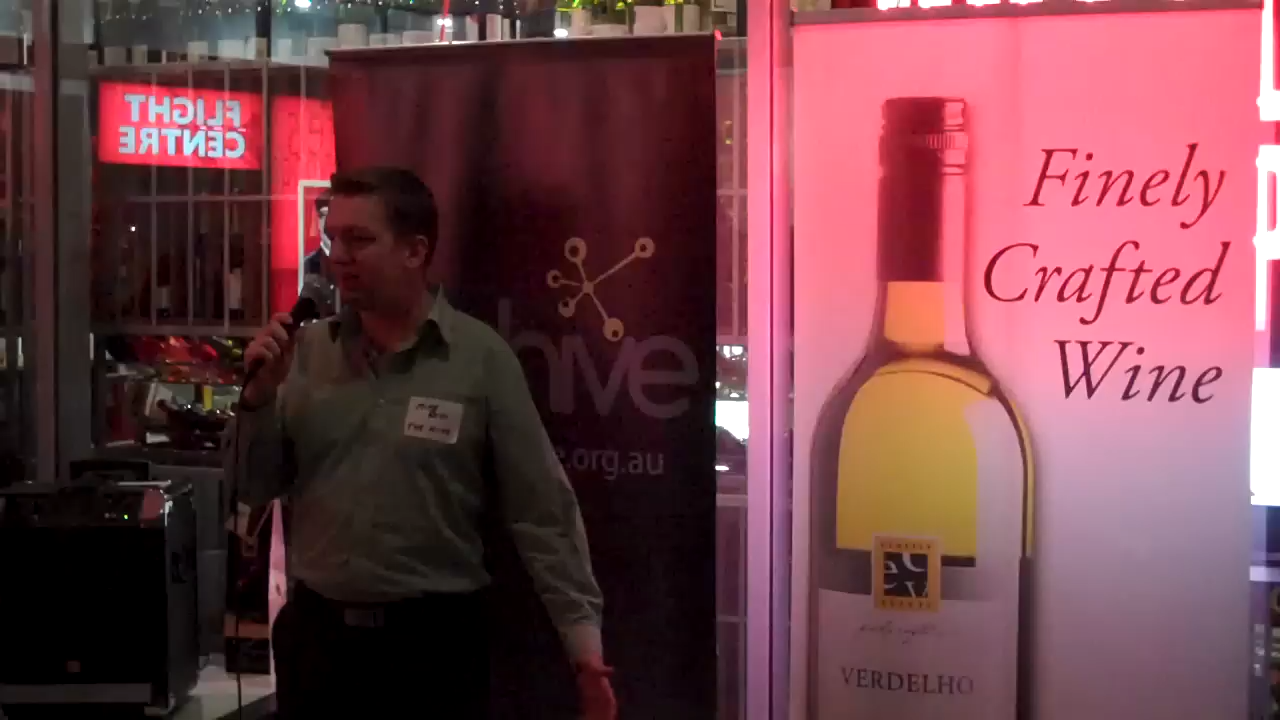 FLIGHT
CENTRE
hive
e.org.au
Finely
Crafted
Wine
VERDELHO